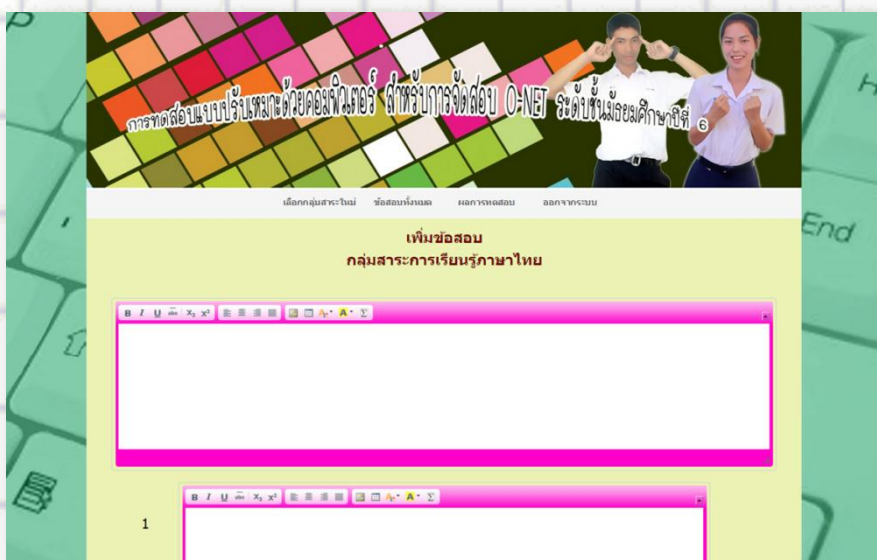 การทดสอบแบบปรับเหมาะด้วยคอมพิวเตอร์ สำหรับการจัดสอบ O-NET ระดับชั้นมัธยมศึกษาปีที่ 6
เลือกกลุ่มสาระใหม่ ข้อสอบทั้งหมด ผลการทดสอบ ออกจากระบบ
End
เพิ่มข้อสอบ
กลุ่มสาระการเรียนรู้ภาษาไทย
B I U abc X₂ X² A A Σ
B I U abc X₂ X² A A Σ
1